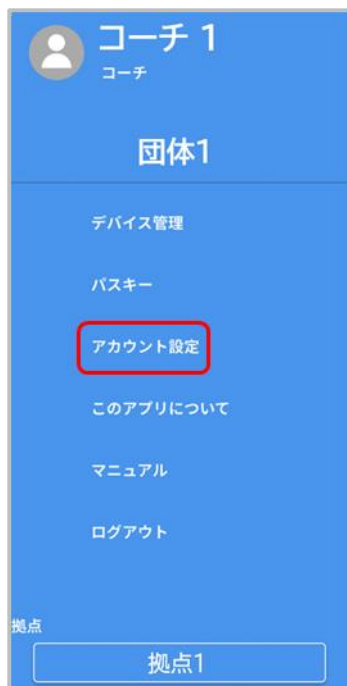 コーチ 1
コーチ
団体1
デバイス管理
パスキー
アカウント設定
このアプリについて
マニュアル
ログアウト
拠点
拠点1